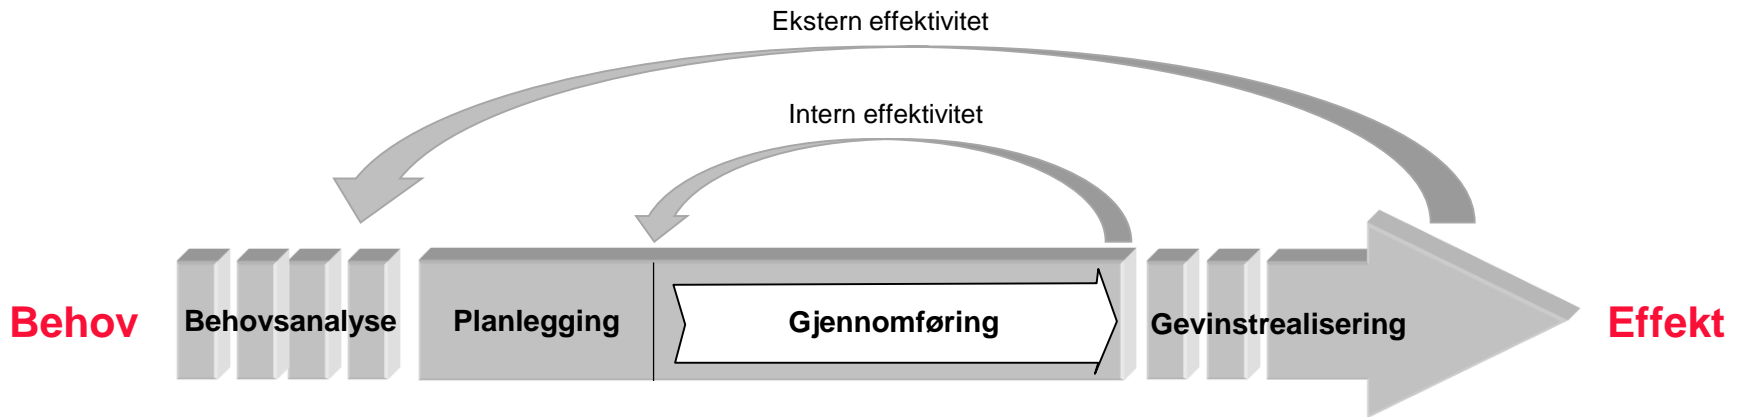 Ekstern effektivitet
Intern effektivitet
Behov
Behovsanalyse
Planlegging
Gjennomføring
Gevinstrealisering
Effekt